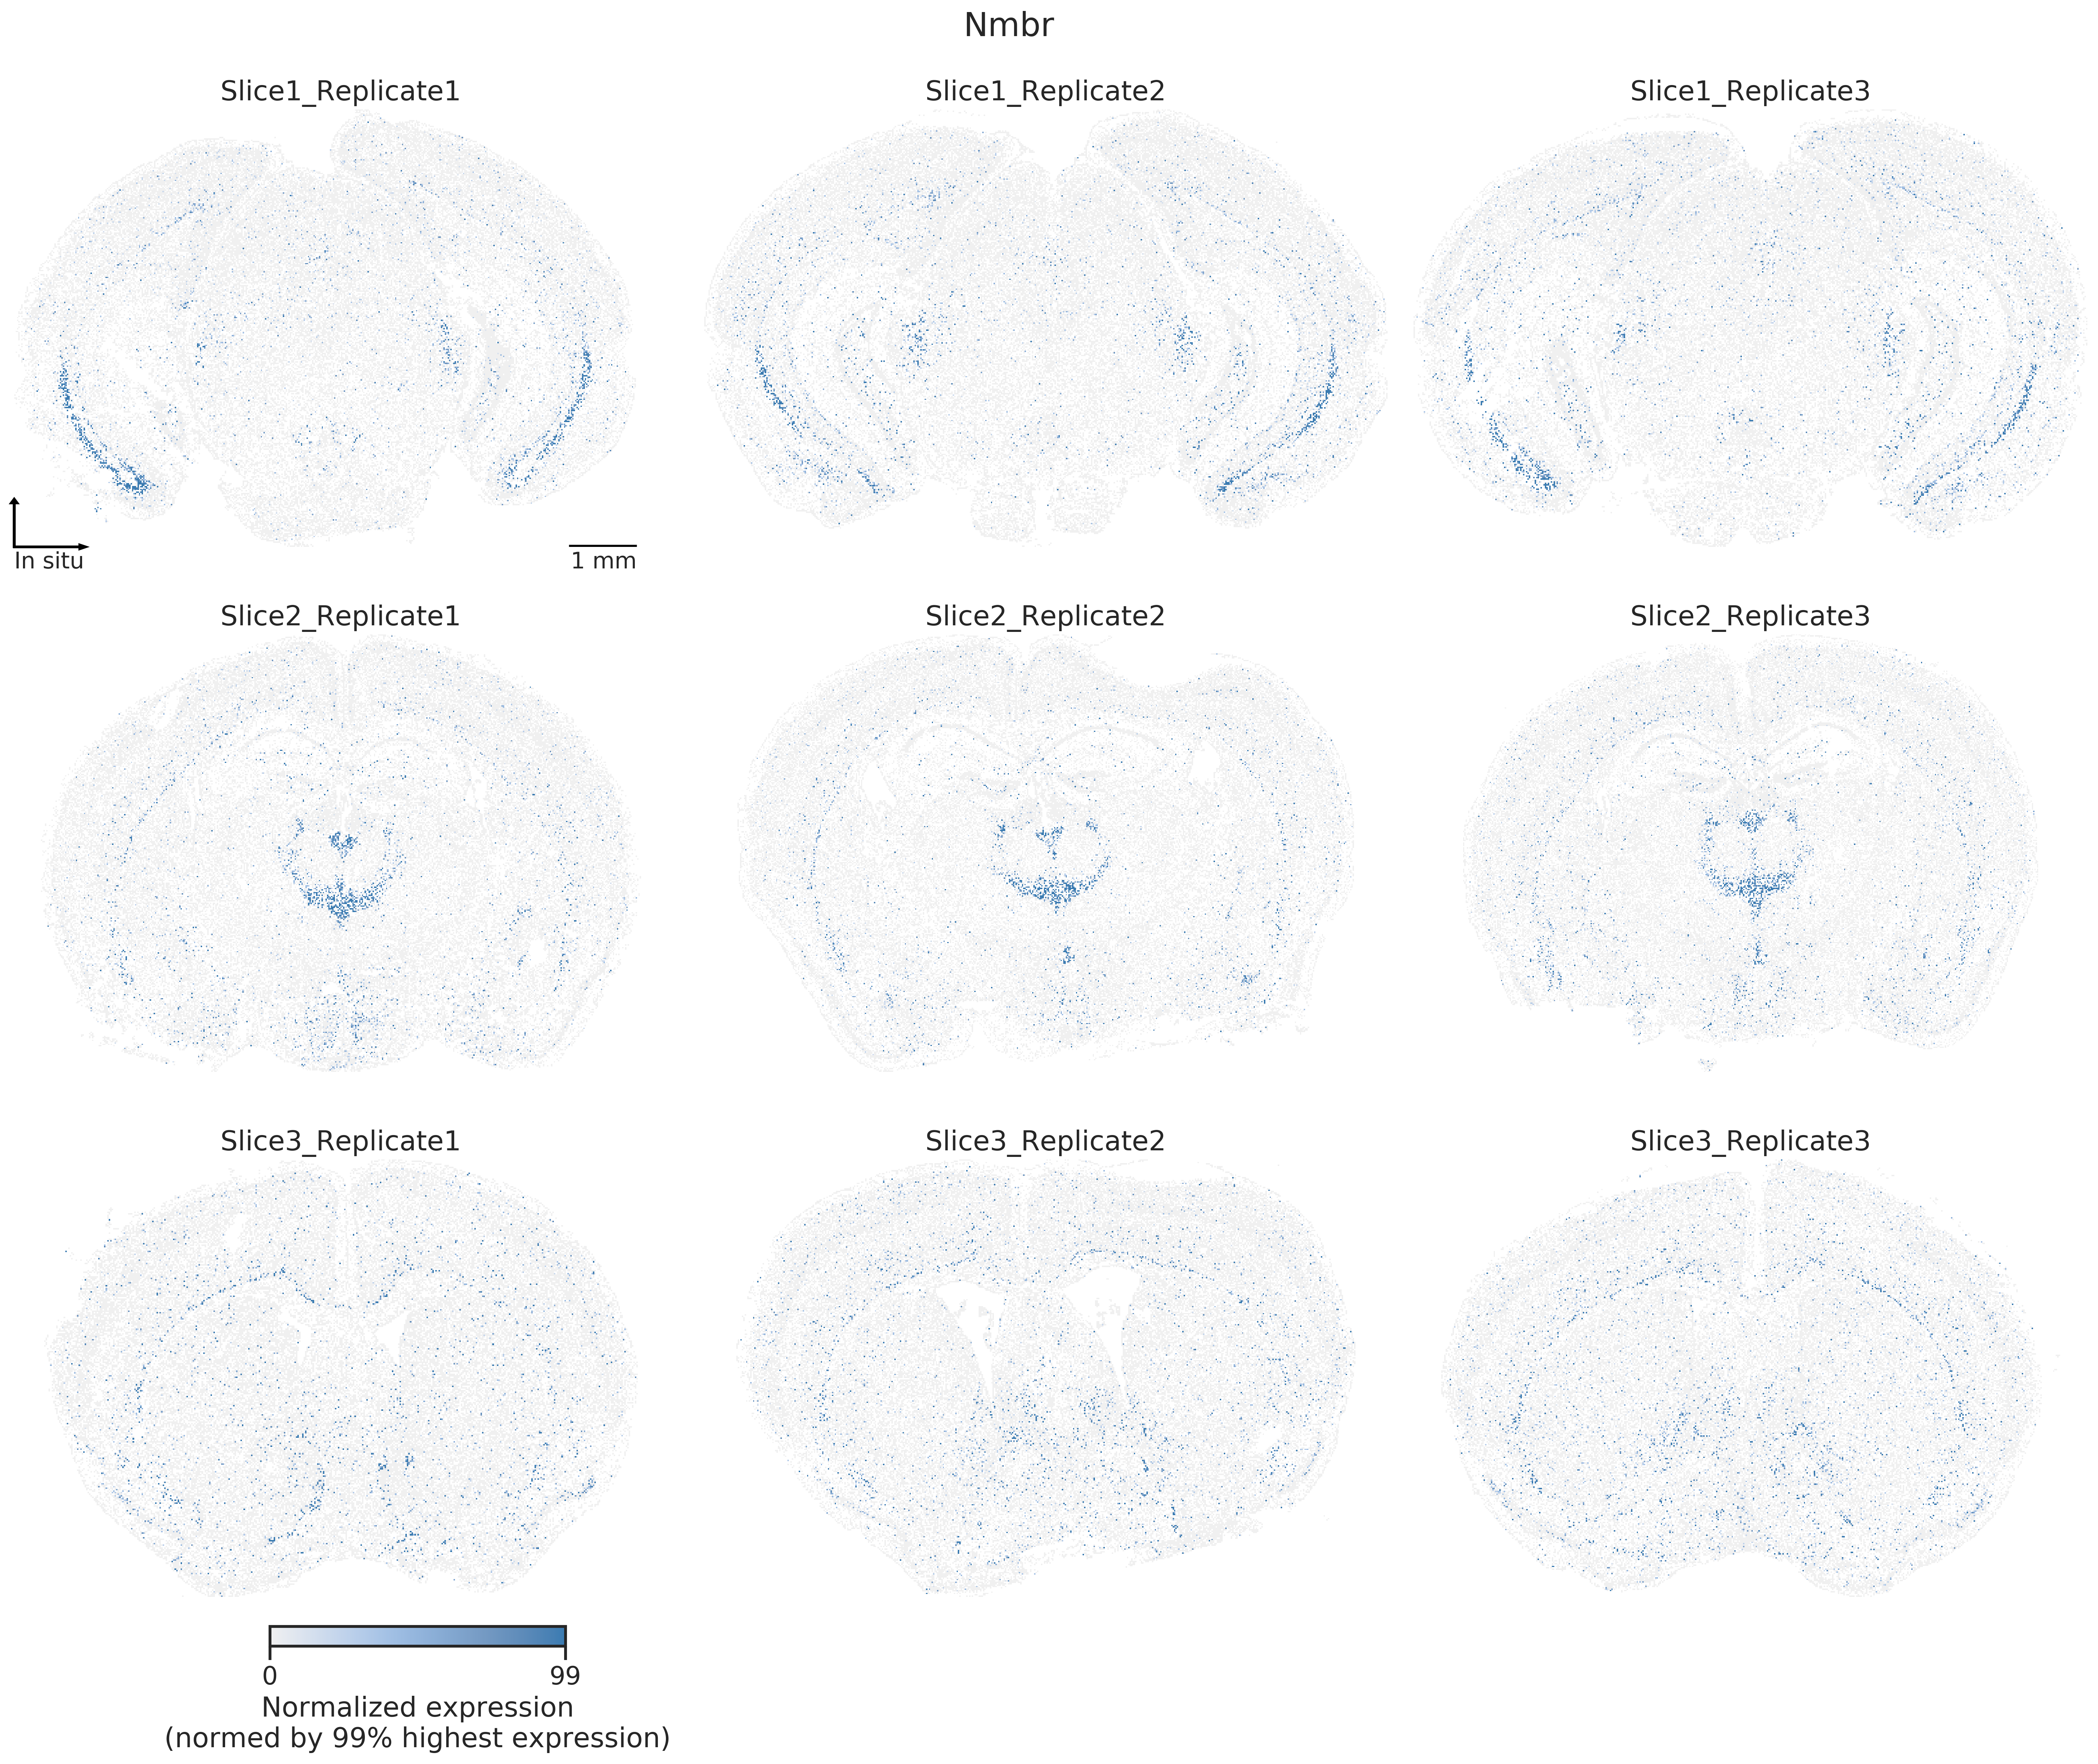 Nmbr
Slice1_Replicate1
Slice1_Replicate2
Slice1_Replicate3
In situ
1 mm
Slice2_Replicate1
Slice2_Replicate2
Slice2_Replicate3
Slice3_Replicate1
Slice3_Replicate2
Slice3_Replicate3
0
99
Normalized expression
(normed by 99% highest expression)